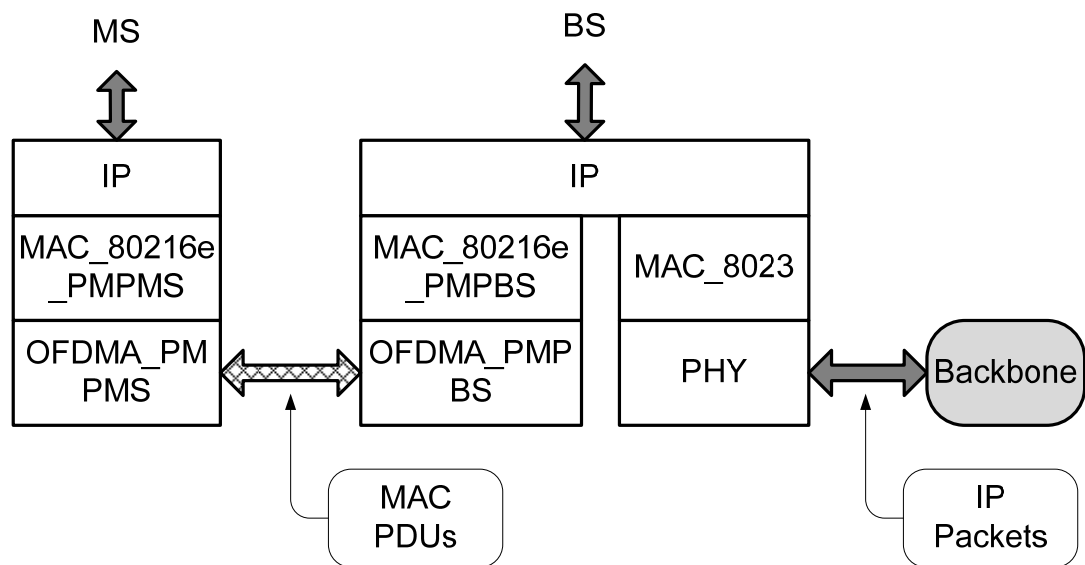 MS
BS
IP
IP
MAC_80216e
_PMPMS
MAC_80216e
_PMPBS
MAC_8023
OFDMA_PM
PMS
OFDMA_PMP
BS
PHY
Backbone
MAC
PDUs
IP
Packets